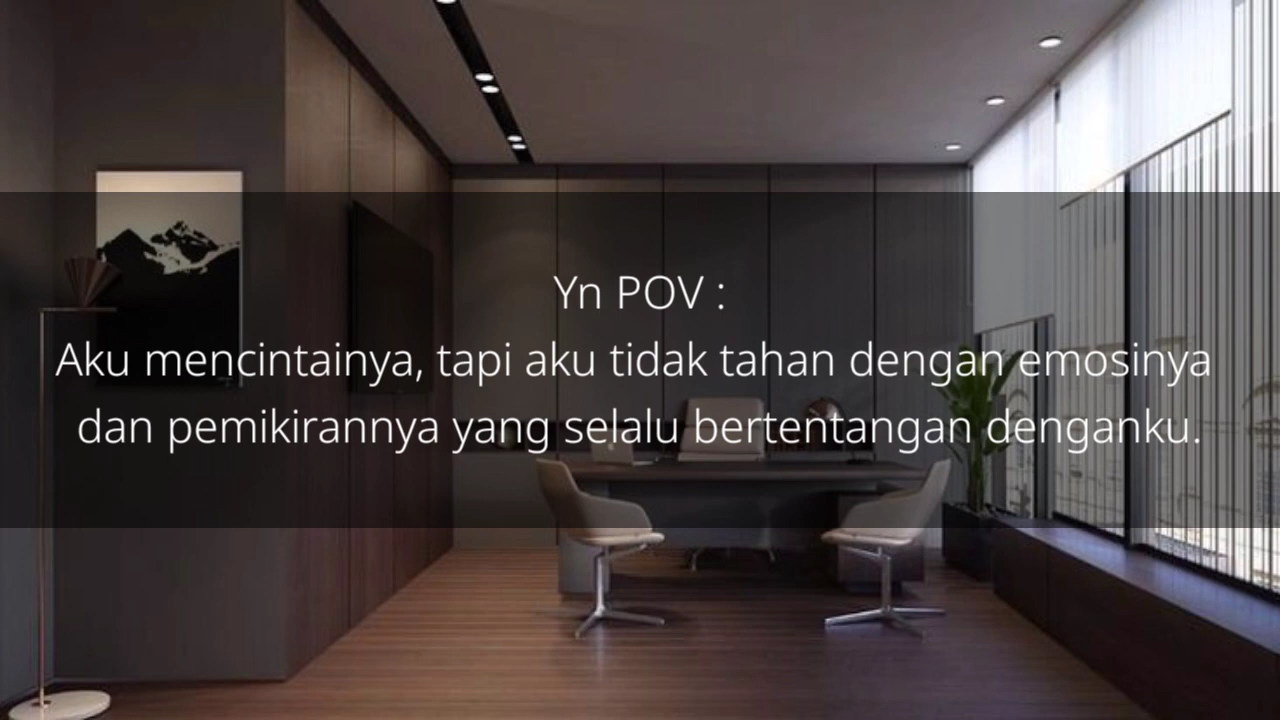 Yn POV :
Aku mencintainya, tapi aku tidak tahan dengan emosinya
dan pemikirannya yang selalu bertentangan denganku.